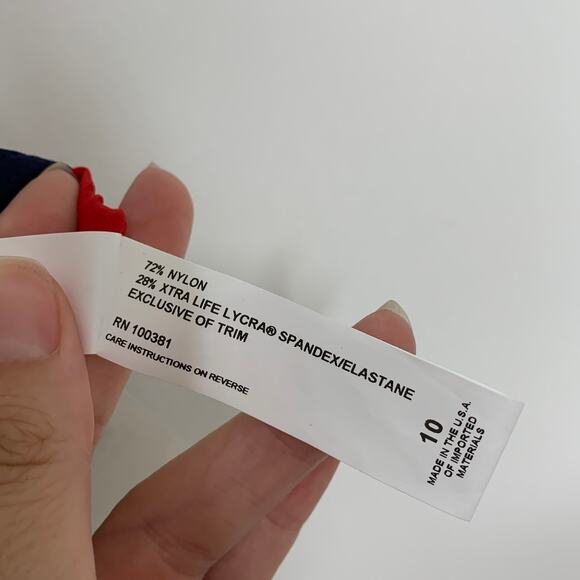 72% NYLON
28% XTRA LIFE LYCRA® SPANDEX/ELASTANE
EXCLUSIVE OF TRIM
RN 100381
CARE INSTRUCTIONS ON REVERSE
10
MADE IN THE U.S.A.
OF IMPORTED
MATERIALS